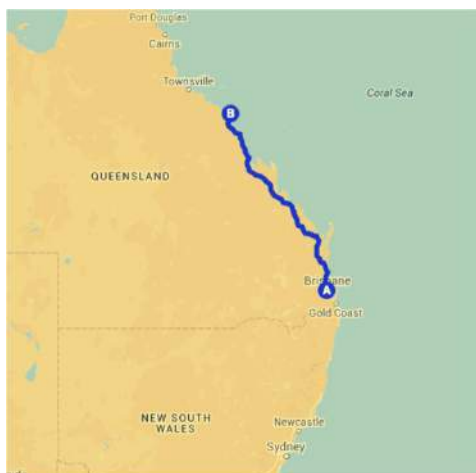 Port Douglas
Cairns
Townsville
Coral Sea
B
QUEENSLAND
Brisbane
A
Gold Coast
NEW SOUTH
WALES
Newcastle
Sydney